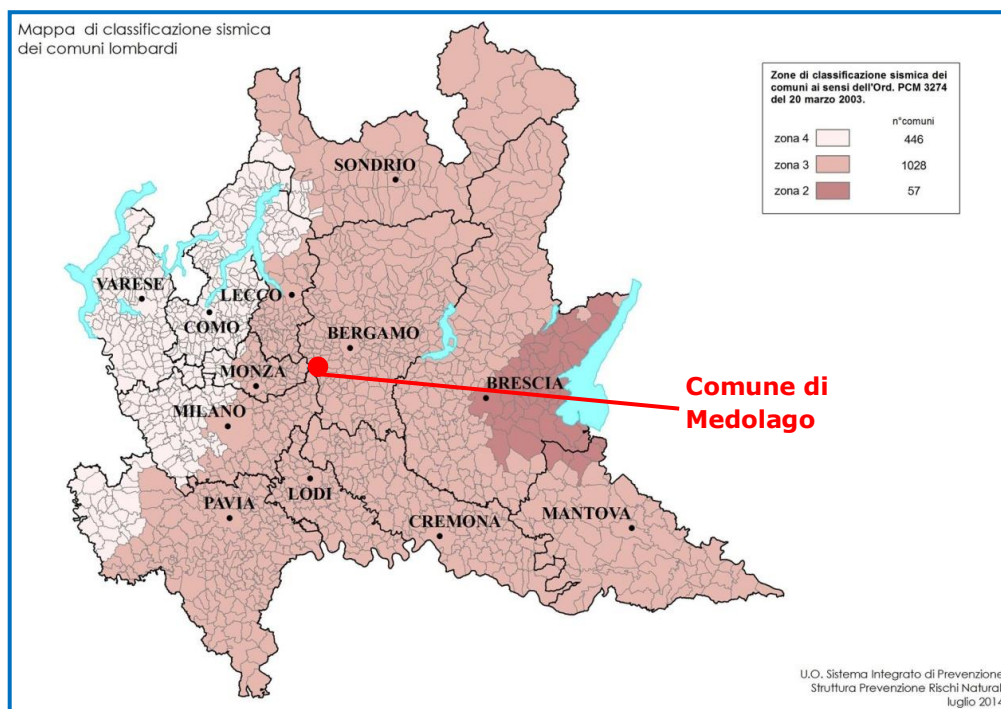 Mappa di classificazione sismica
dei comuni lombardi
Zone di classificazione sismica dei
comuni ai sensi dell'Ord. PCM 3274
del 20 marzo 2003.
n°comuni
zona 4 446
zona 3 1028
zona 2 57
SONDRIO
VARESE
LECCO
COMO
BERGAMO
MONZA
BRESCIA
Comune di
Medolago
MILANO
LODI
PAVIA
CREMONA
MANTOVA
U.O. Sistema Integrato di Prevenzione
Struttura Prevenzione Rischi Natural
luglio 2014